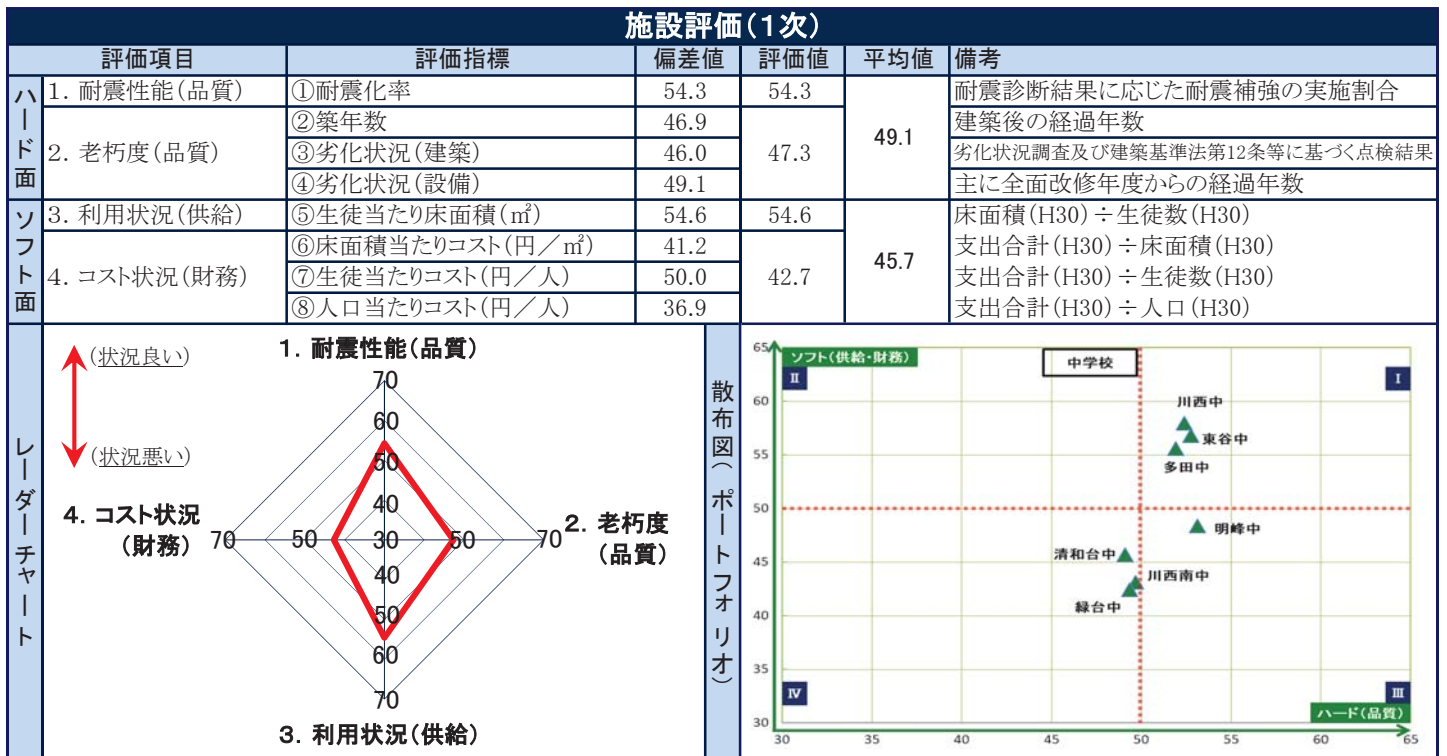 施設評価(1次)
評価項目 評価指標 偏差値 評価値 平均値 備考
ハード面
1. 耐震性能(品質) ①耐震化率 54.3 54.3 49.1 耐震診断結果に応じた耐震補強の実施割合
2. 老朽度(品質) ②築年数 46.9 47.3 建築後の経過年数
③劣化状況(建築) 46.0 劣化状況調査及び建築基準法第12条等に基づく点検結果
④劣化状況(設備) 49.1 主に全面改修年度からの経過年数
ソフト面
3. 利用状況(供給) ⑤生徒当たり床面積(㎡) 54.6 54.6 45.7 床面積(H30)÷生徒数(H30)
4. コスト状況(財務) ⑥床面積当たりコスト(円/㎡) 41.2 42.7 支出合計(H30)÷床面積(H30)
⑦生徒当たりコスト(円/人) 50.0 支出合計(H30)÷生徒数(H30)
⑧人口当たりコスト(円/人) 36.9 支出合計(H30)÷人口(H30)
レーダーチャート
(状況良い)
(状況悪い)
1. 耐震性能(品質)
70
60
50
40
4. コスト状況
(財務)
70 50 30 50 70
2. 老朽度
(品質)
40
50
60
70
3. 利用状況(供給)
散布図(ポートフォリオ)
65
ソフト(供給・財務)
中学校
II
I
60
川西中
東谷中
55
多田中
50
明峰中
清和台中
45
川西南中
緑台中
40
35
IV
III
ハード(品質)
30
30 35 40 45 50 55 60 65